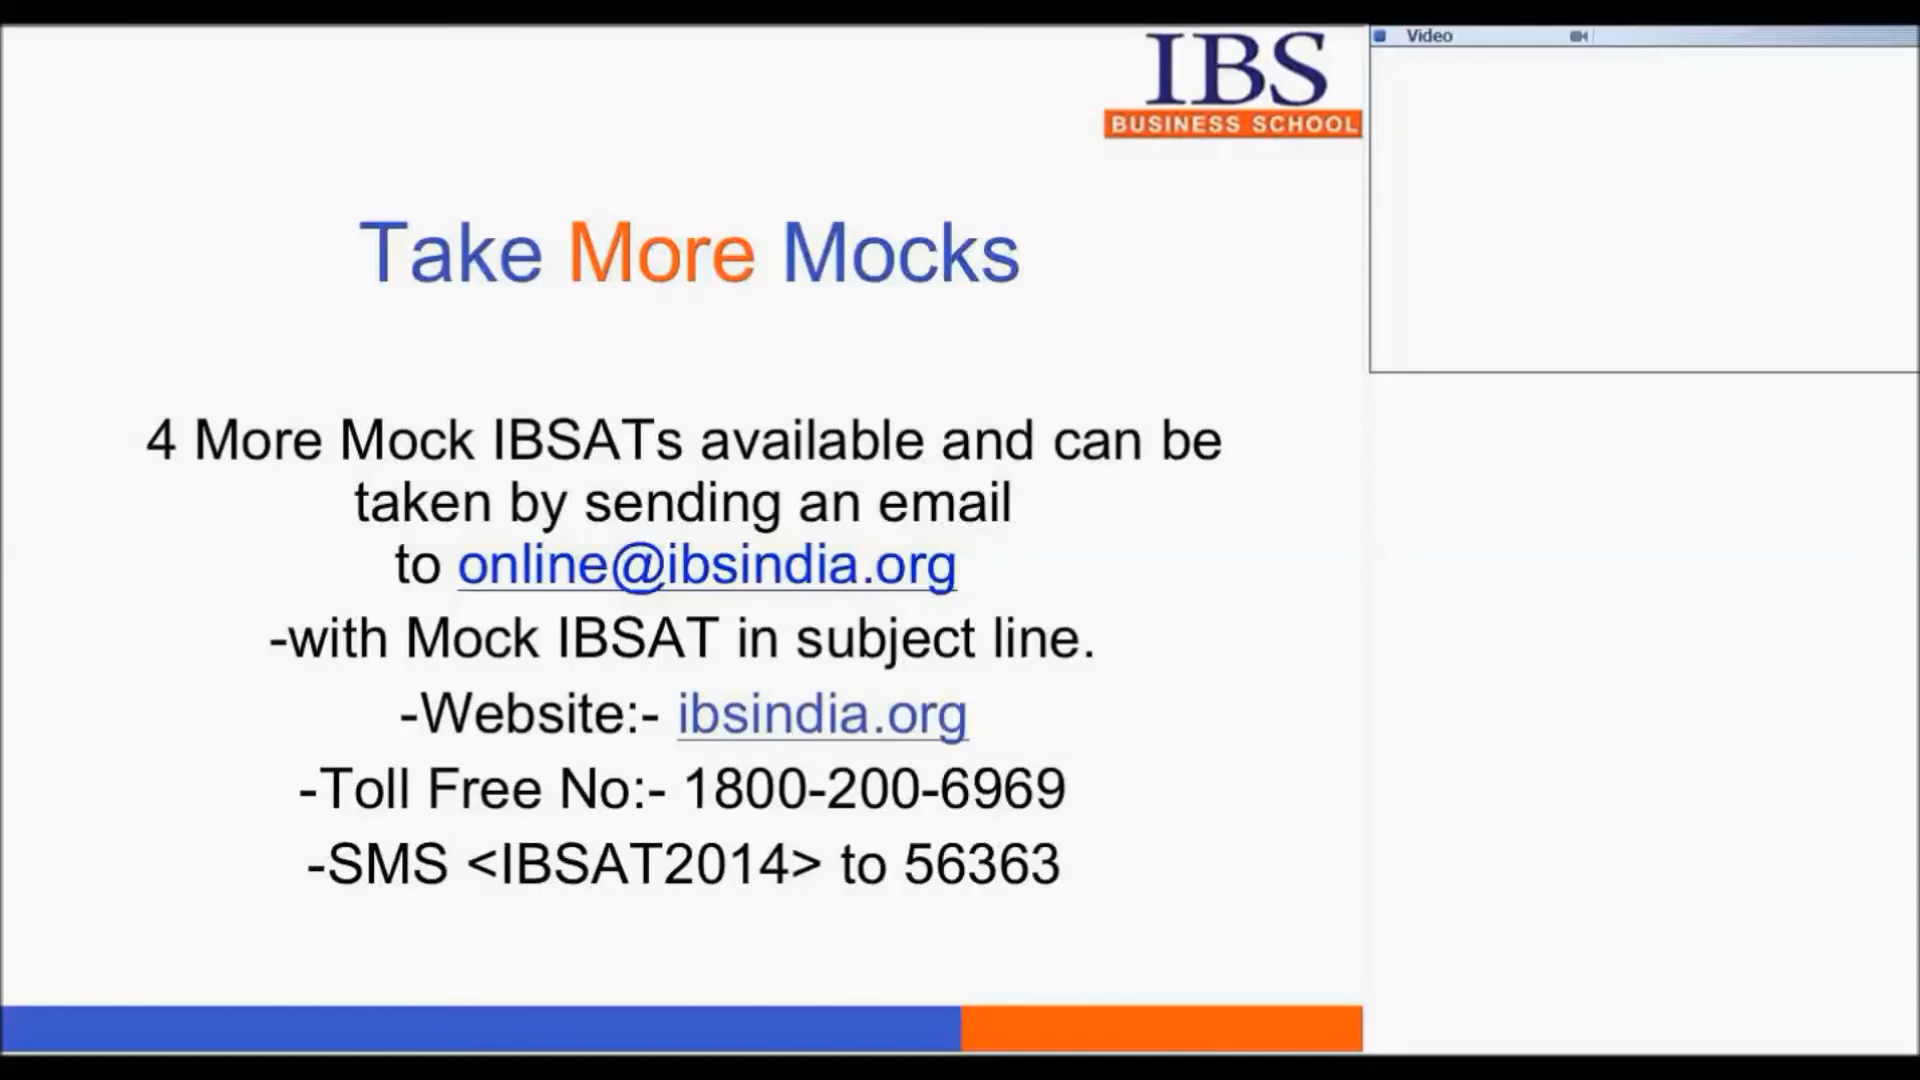 IBS
BUSINESS SCHOOL
Video
Take More Mocks
4 More Mock IBSATs available and can be
taken by sending an email
to online@ibsindia.org
-with Mock IBSAT in subject line.
-Website:- ibsindia.org
-Toll Free No:- 1800-200-6969
-SMS <IBSAT2014> to 56363